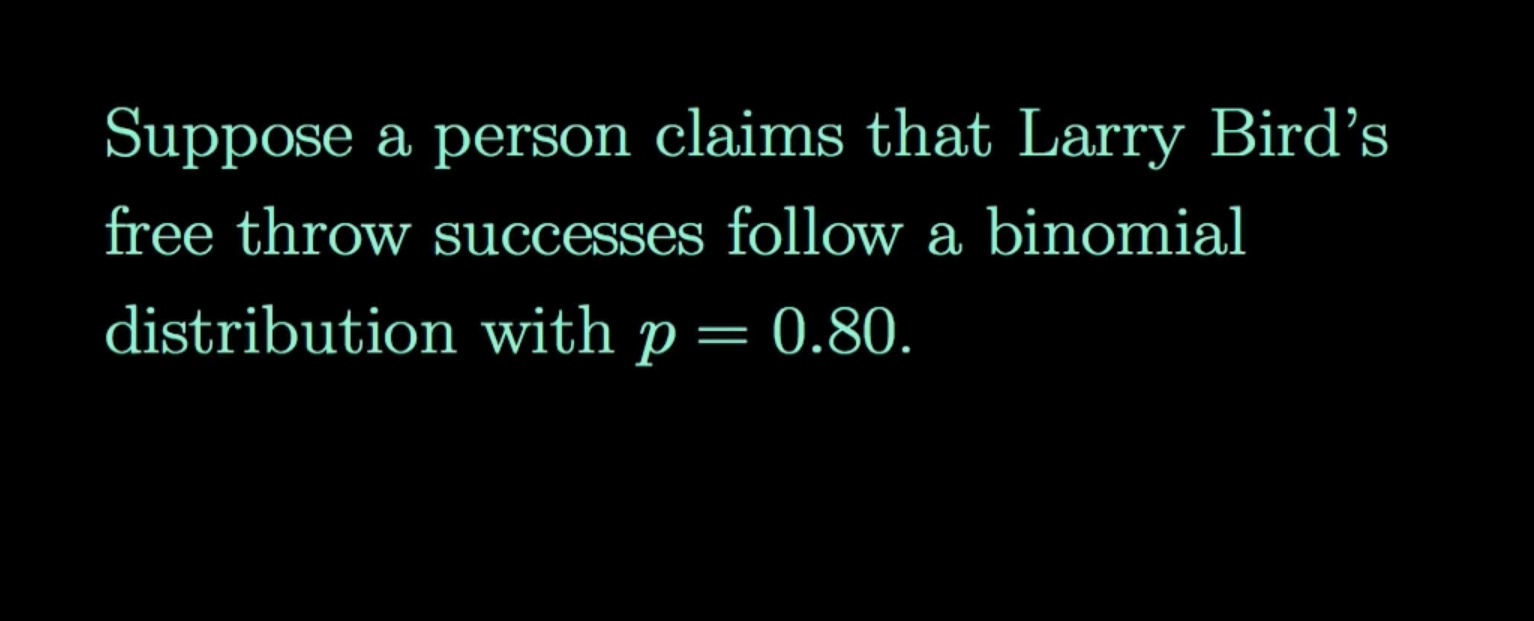 Suppose a person claims that Larry Bird’s
free throw successes follow a binomial
distribution with p = 0.80.